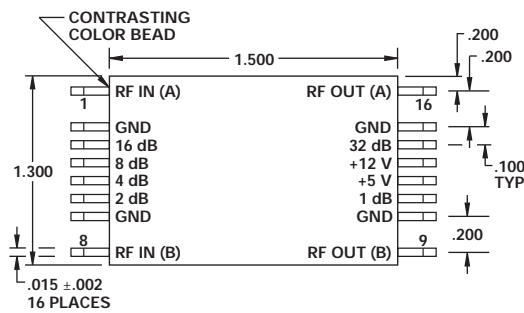 CONTRASTING
COLOR BEAD
1.500
.200
.200
1 RF IN (A) RF OUT (A) 16
GND GND
16 dB 32 dB
8 dB +12 V
4 dB +5 V
2 dB 1 dB
GND GND
8 RF IN (B) RF OUT (B) 9
1.300
.100
TYP
.200
.015 ±.002
16 PLACES